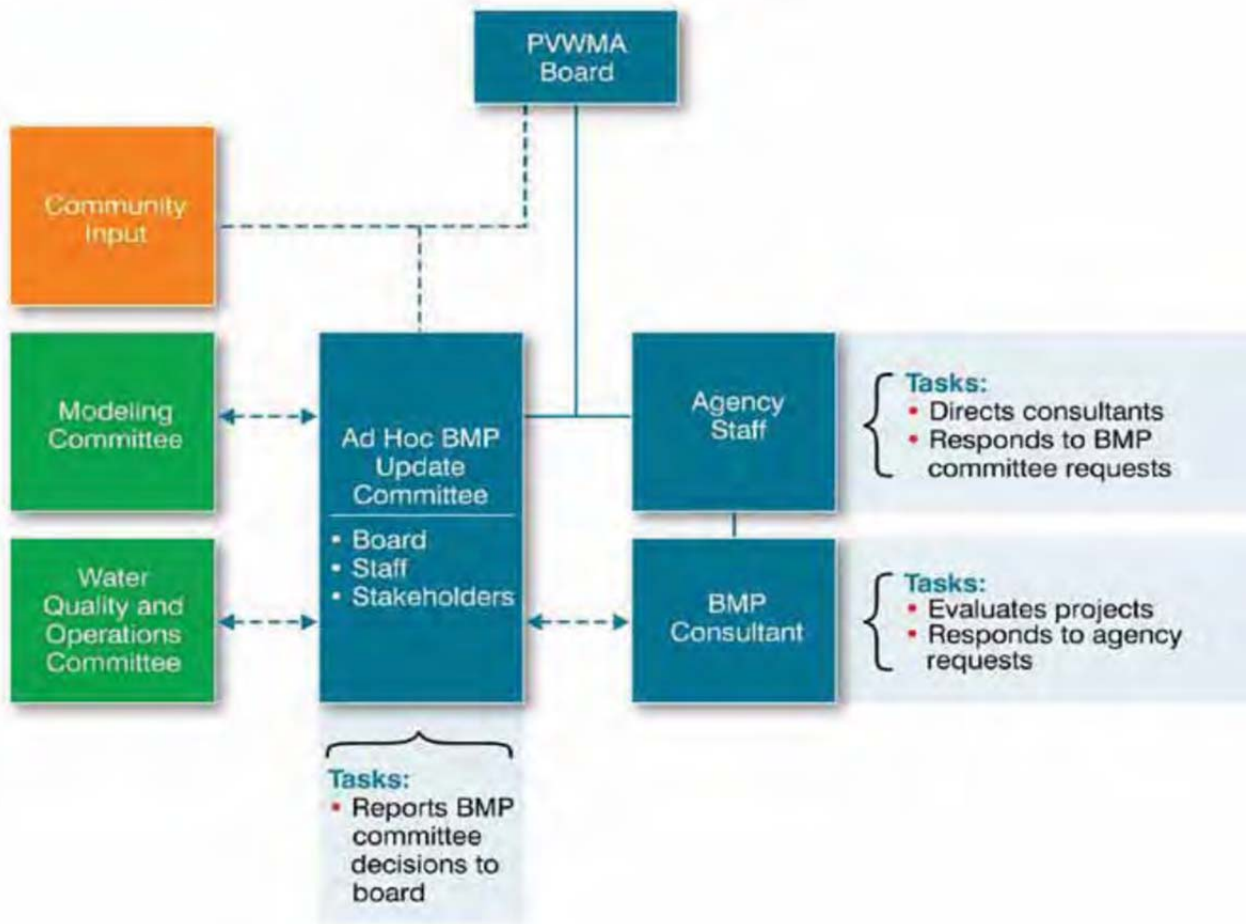 PVWMA
Board
Community
Input
Modeling
Committee
Water
Quality and
Operations
Committee
Ad Hoc BMP
Update
Committee
• Board
• Staff
• Stakeholders
Tasks:
• Reports BMP
committee
decisions to
board
Agency
Staff
Tasks:
• Directs consultants
• Responds to BMP
committee requests
BMP
Consultant
Tasks:
• Evaluates projects
• Responds to agency
requests